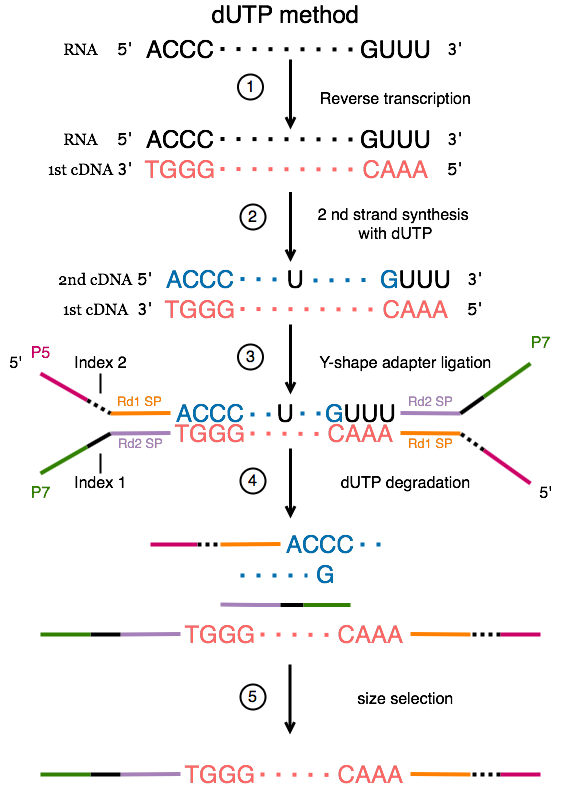 dUTP method
RNA 5' ACCC · · · · · · · · · GUUU 3'
1
Reverse transcription
RNA 5' ACCC · · · · · · · · · GUUU 3'
1st cDNA 3' TGGG · · · · · · · · · CAAA 5'
2
2 nd strand synthesis
with dUTP
2nd cDNA 5' ACCC · · · U · · · · GUUU 3'
1st cDNA 3' TGGG · · · · · · · · · CAAA 5'
3
Y-shape adapter ligation
P7
5' P5
Index 2
Rd1 SP ACCC · · U · · GUUU Rd2 SP
Rd2 SP TGGG · · · · · · CAAA Rd1 SP
P7
Index 1
5'
4
dUTP degradation
ACCC · ·
· · · · · G
TGGG · · · · · CAAA
5
size selection
TGGG · · · · · CAAA